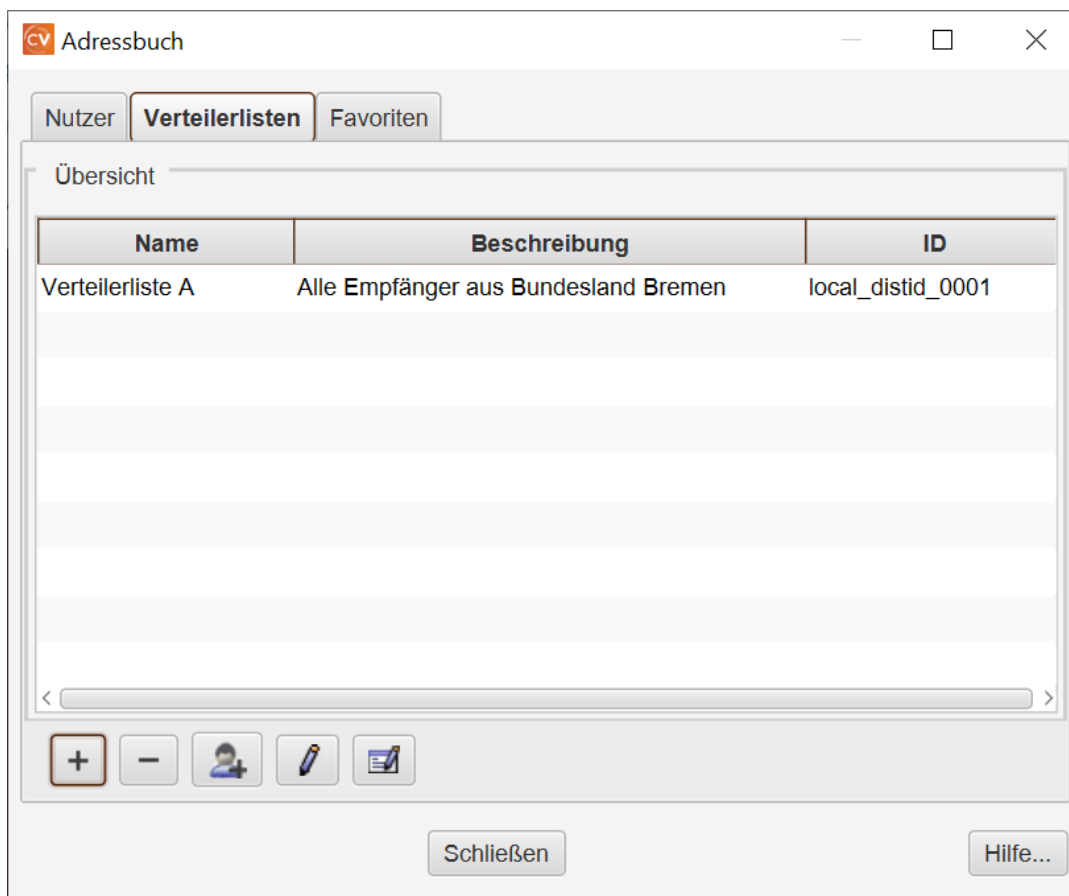 CV Adressbuch
Nutzer Verteilerlisten Favoriten
Übersicht
Name Beschreibung ID
Verteilerliste A Alle Empfänger aus Bundesland Bremen local_distid_0001
Schließen Hilfe...